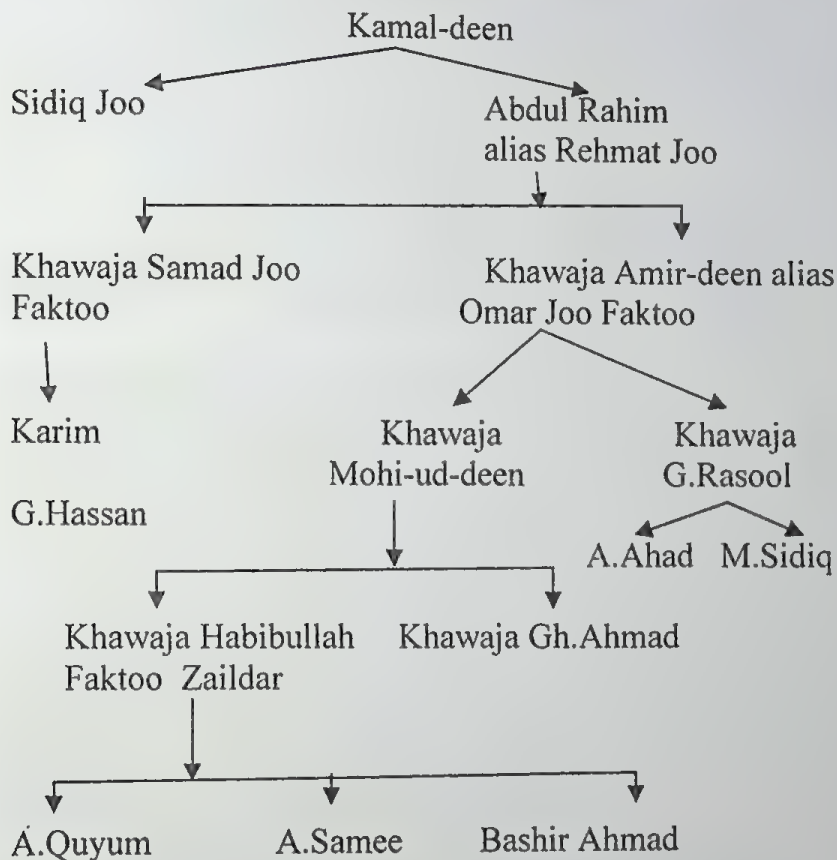 Kamal-deen
Sidiq Joo
Abdul Rahim
alias Rehmat Joo
Khawaja Samad Joo
Faktoo
Khawaja Amir-deen alias
Omar Joo Faktoo
Karim
Khawaja
Mohi-ud-deen
Khawaja
G.Rasool
G.Hassan
A.Ahad
M.Sidiq
Khawaja Habibullah
Faktoo Zaildar
Khawaja Gh.Ahmad
A.Quyum
A.Samee
Bashir Ahmad